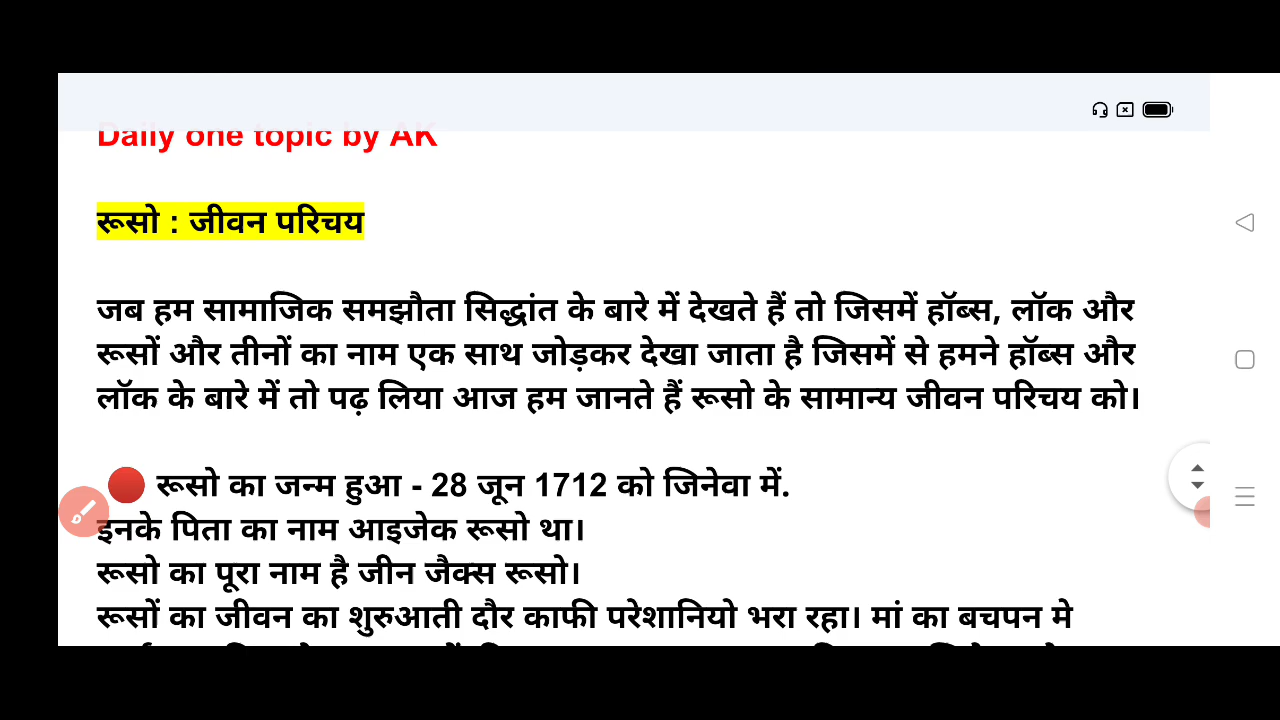 Daily one topic by AK
रूसो : जीवन परिचय
जब हम सामाजिक समझौता सिद्धांत के बारे में देखते हैं तो जिसमें हॉब्स, लॉक और
रूसों और तीनों का नाम एक साथ जोड़कर देखा जाता है जिसमें से हमने हॉब्स और
लॉक के बारे में तो पढ़ लिया आज हम जानते हैं रूसो के सामान्य जीवन परिचय को।
रूसो का जन्म हुआ - 28 जून 1712 को जिनेवा में.
इनके पिता का नाम आइजेक रूसो था।
रूसो का पूरा नाम है जीन जैक्स रूसो।
रूसों का जीवन का शुरुआती दौर काफी परेशानियो भरा रहा। मां का बचपन मे